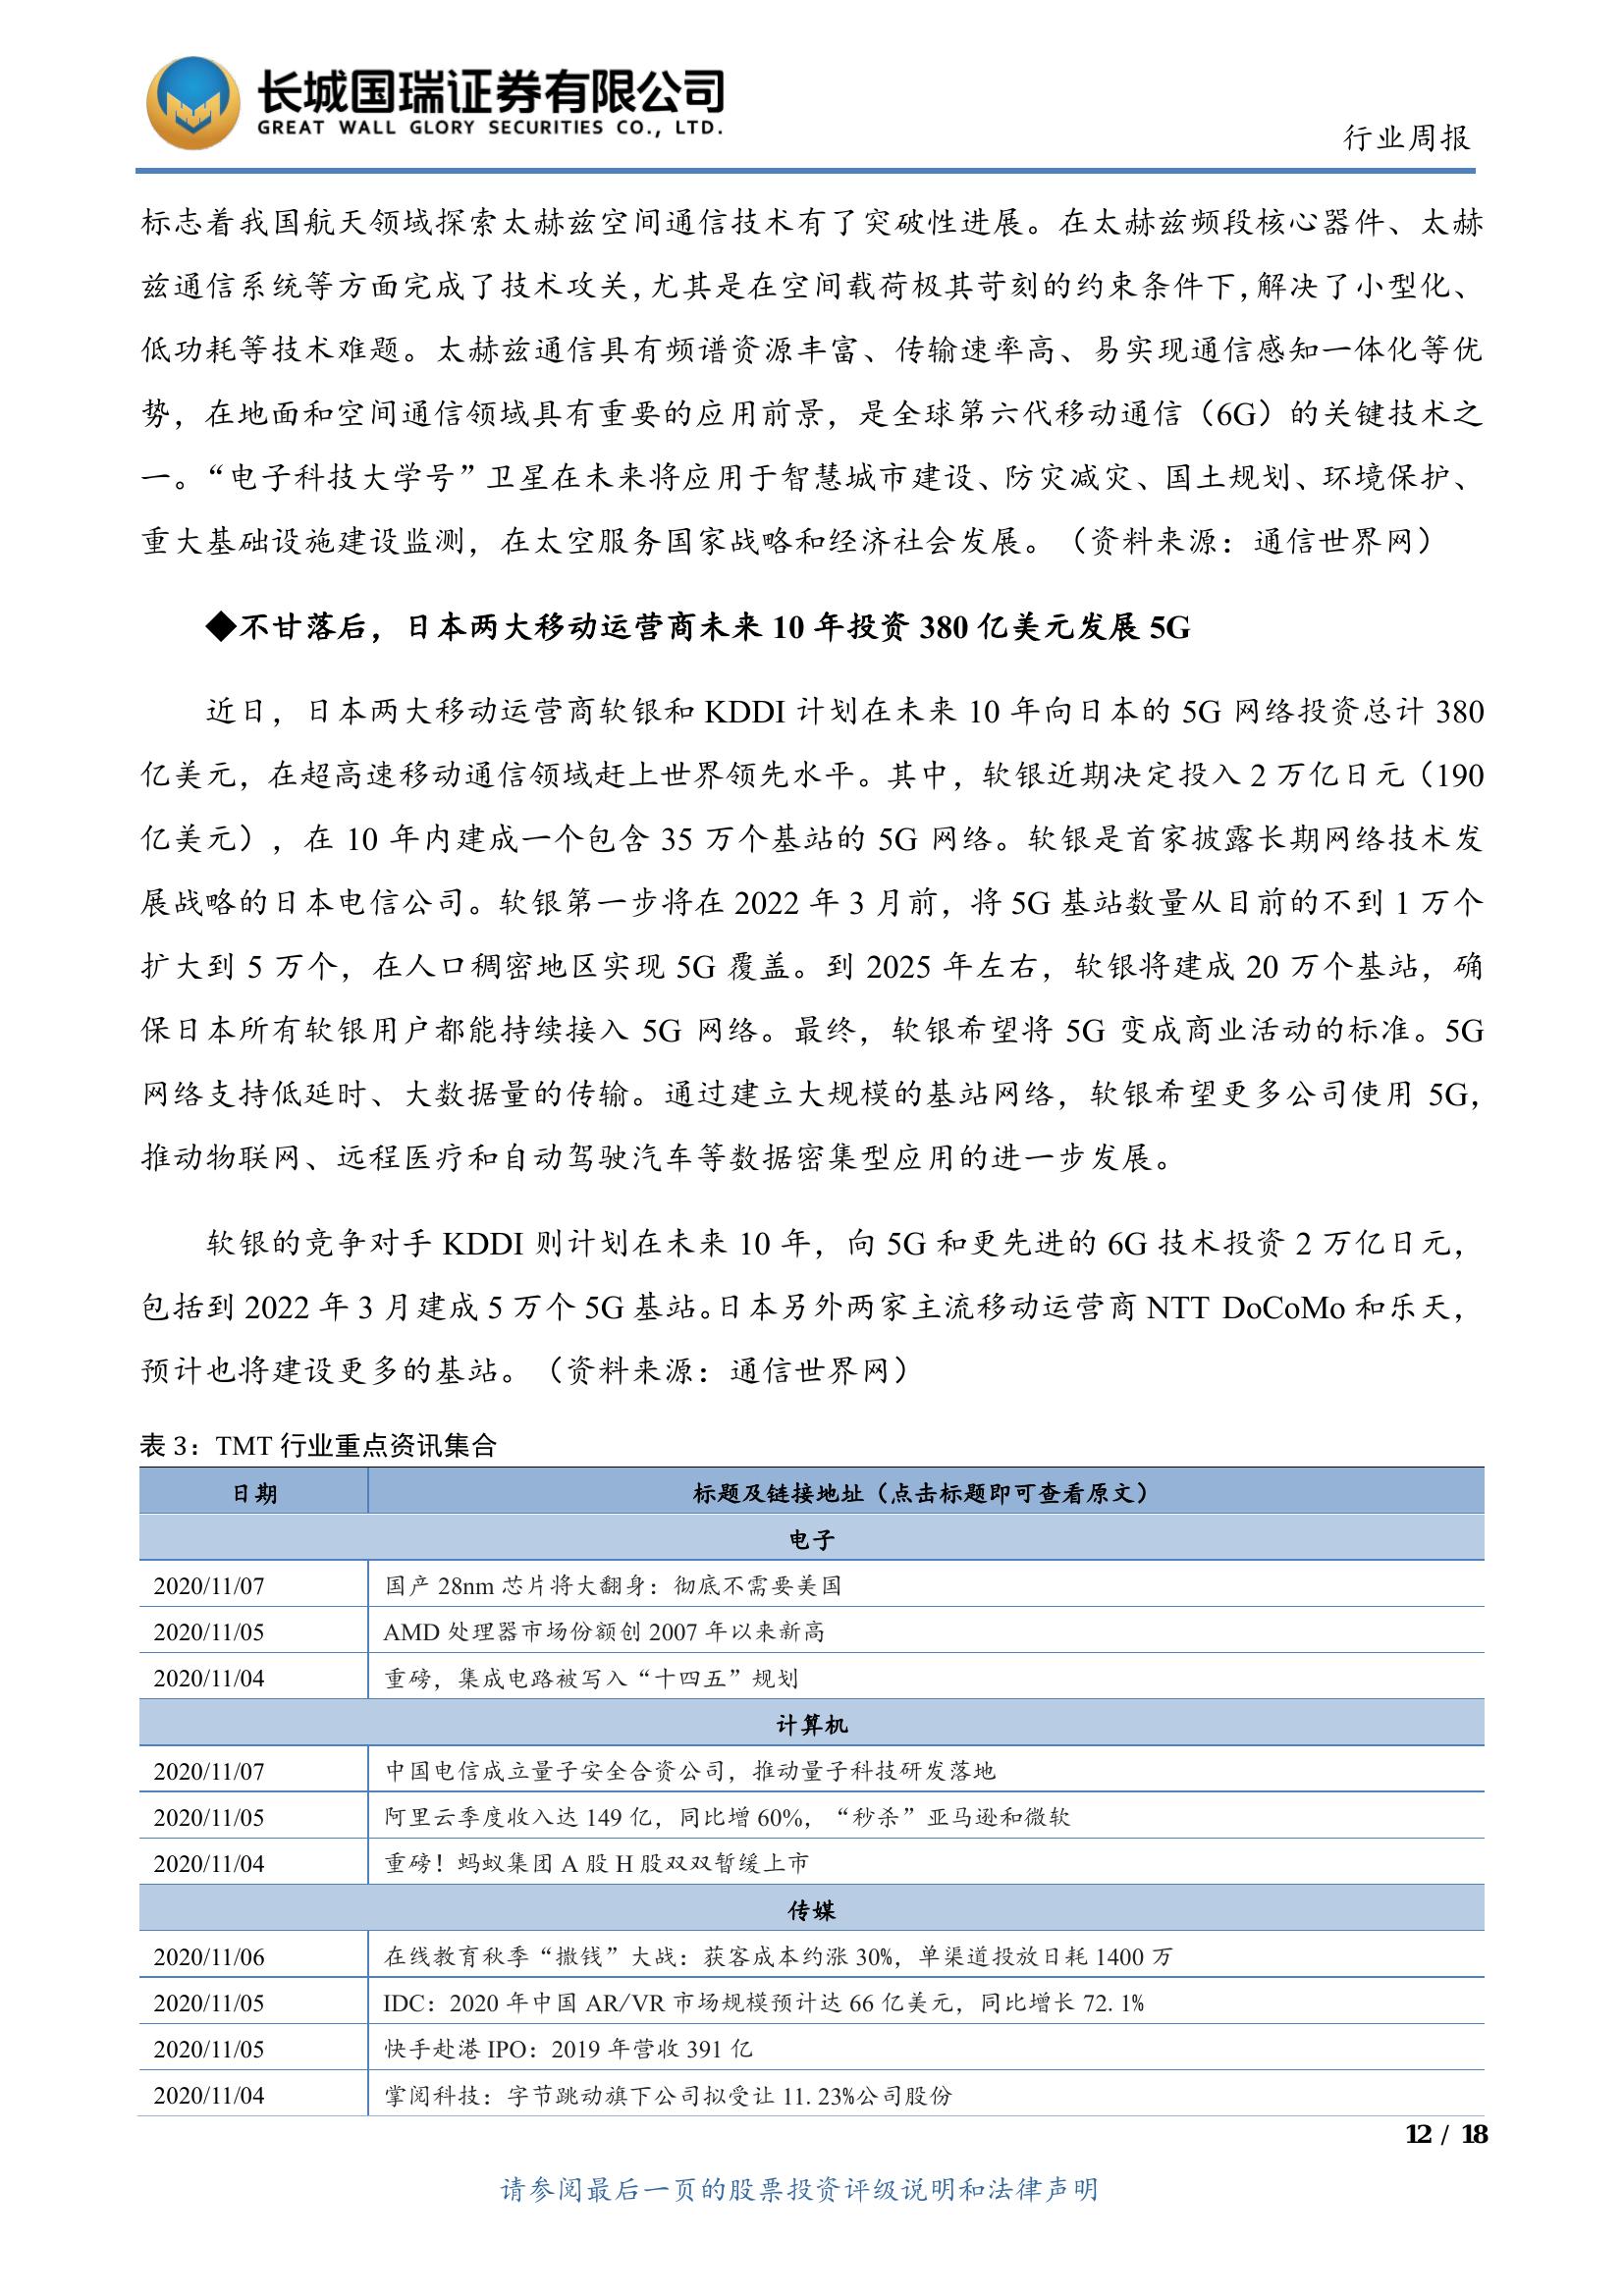 长城国瑞证券有限公司
GREAT WALL GLORY SECURITIES CO., LTD.
行业周报
标志着我国航天领域探索太赫兹空间通信技术有了突破性进展。在太赫兹频段核心器件、太赫
兹通信系统等方面完成了技术攻关，尤其是在空间载荷极其苛刻的约束条件下，解决了小型化、
低功耗等技术难题。太赫兹通信具有频谱资源丰富、传输速率高、易实现通信感知一体化等优
势，在地面和空间通信领域具有重要的应用前景，是全球第六代移动通信（6G）的关键技术之
一。“电子科技大学号”卫星在未来将应用于智慧城市建设、防灾减灾、国土规划、环境保护、
重大基础设施建设监测，在太空服务国家战略和经济社会发展。（资料来源：通信世界网）
◆不甘落后，日本两大移动运营商未来 10 年投资 380 亿美元发展 5G
近日，日本两大移动运营商软银和 KDDI 计划在未来 10 年向日本的 5G 网络投资总计 380
亿美元，在超高速移动通信领域赶上世界领先水平。其中，软银近期决定投入 2 万亿日元（190
亿美元），在 10 年内建成一个包含 35 万个基站的 5G 网络。软银是首家披露长期网络技术发
展战略的日本电信公司。软银第一步将在 2022 年 3 月前，将 5G 基站数量从目前的不到 1 万个
扩大到 5 万个，在人口稠密地区实现 5G 覆盖。到 2025 年左右，软银将建成 20 万个基站，确
保日本所有软银用户都能持续接入 5G 网络。最终，软银希望将 5G 变成商业活动的标准。5G
网络支持低延时、大数据量的传输。通过建立大规模的基站网络，软银希望更多公司使用 5G，
推动物联网、远程医疗和自动驾驶汽车等数据密集型应用的进一步发展。
软银的竞争对手 KDDI 则计划在未来 10 年，向 5G 和更先进的 6G 技术投资 2 万亿日元，
包括到 2022 年 3 月建成 5 万个 5G 基站。日本另外两家主流移动运营商 NTT DoCoMo 和乐天，
预计也将建设更多的基站。（资料来源：通信世界网）
表 3：TMT 行业重点资讯集合
日期 标题及链接地址（点击标题即可查看原文）
电子
2020/11/07 国产 28nm 芯片将大翻身：彻底不需要美国
2020/11/05 AMD 处理器市场份额创 2007 年以来新高
2020/11/04 重磅，集成电路被写入“十四五”规划
计算机
2020/11/07 中国电信成立量子安全合资公司，推动量子科技研发落地
2020/11/05 阿里云季度收入达 149 亿，同比增 60%，“秒杀”亚马逊和微软
2020/11/04 重磅！蚂蚁集团 A 股 H 股双双暂缓上市
传媒
2020/11/06 在线教育秋季“撒钱”大战：获客成本约涨 30%，单渠道投放日耗 1400 万
2020/11/05 IDC：2020 年中国 AR/VR 市场规模预计达 66 亿美元，同比增长 72.1%
2020/11/05 快手赴港 IPO：2019 年营收 391 亿
2020/11/04 掌阅科技：字节跳动旗下公司拟受让 11.23%公司股份
12 / 18
请参阅最后一页的股票投资评级说明和法律声明